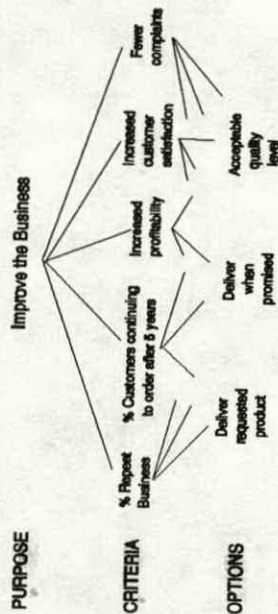 PURPOSE
Improve the Business
CRITERIA
% Repeat
Business
% Customers continuing
to order after 5 years
Increased
profitability
Increased
customer
satisfaction
Fewer
complaints
OPTIONS
Deliver
requested
product
Deliver
when
promised
Acceptable
quality
level